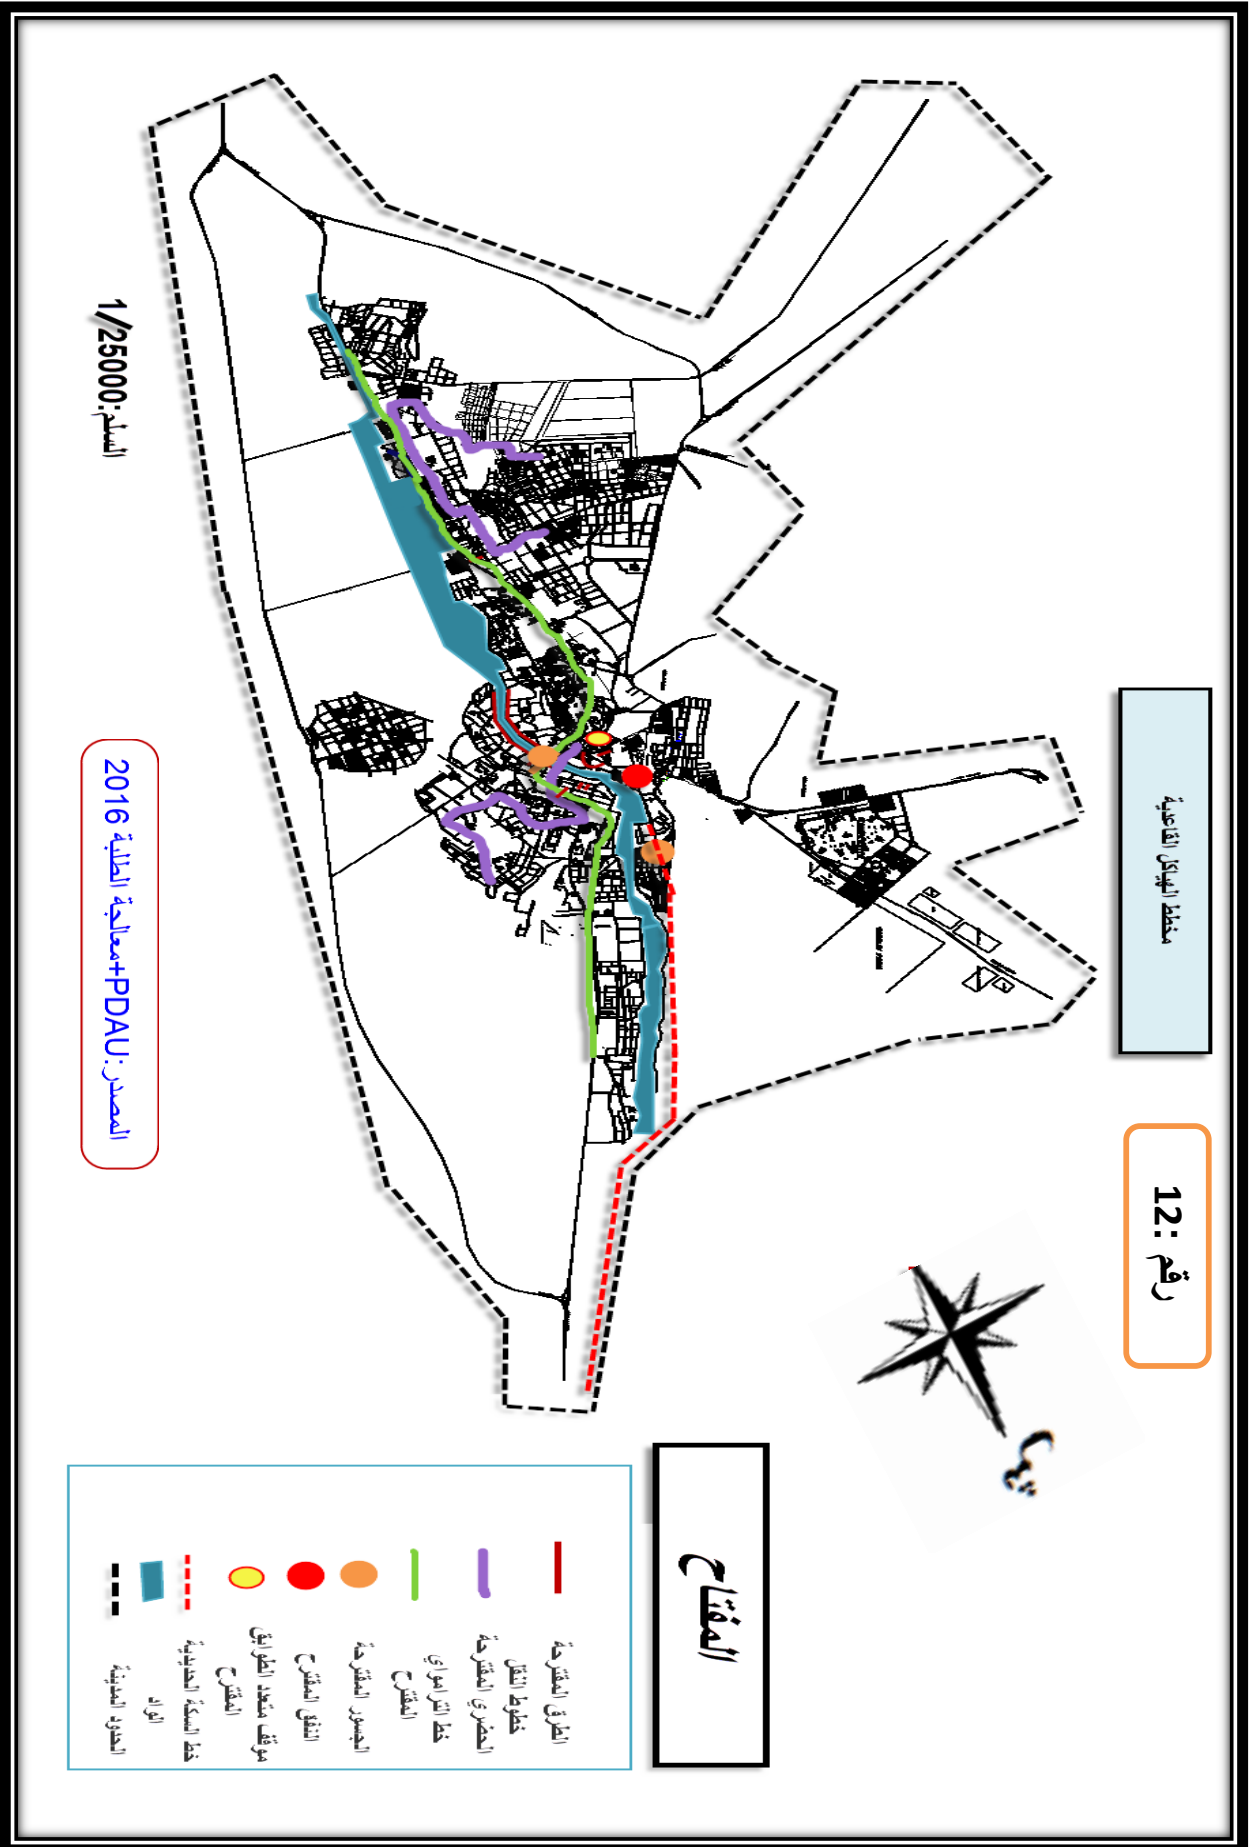 مخطط الهياكل القاعدية
رقم :12
المفتاح
الطرق المقترحة
خطوط النقل
الحضري المقترحة
خط الترامواي
المقترح
الجسور المقترحة
النفق المقترح
موقف متعدد الطوابق
المقترح
خط السكة الحديدية
الواد
الحدود المدينة
السلم:1/25000
المصدر:PDAU+معالجة الطلبة 2016